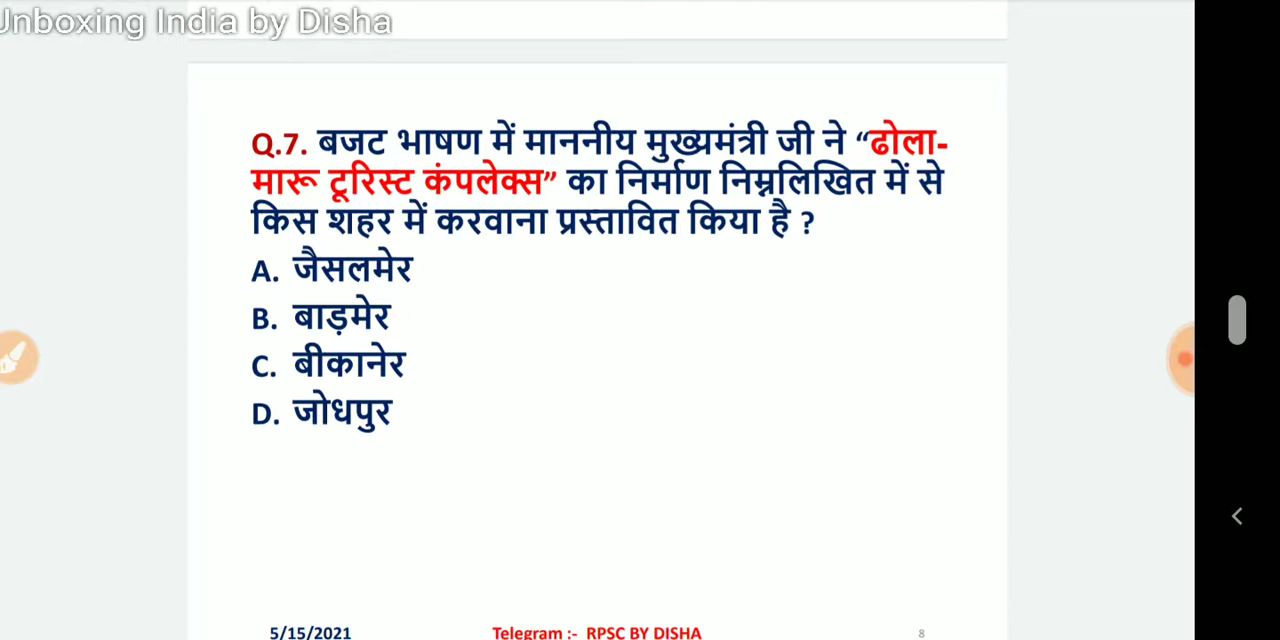 Unboxing India by Disha
Q.7. बजट भाषण में माननीय मुख्यमंत्री जी ने “ढोला-
मारू टूरिस्ट कंपलेक्स” का निर्माण निम्नलिखित में से
किस शहर में करवाना प्रस्तावित किया है ?
A. जैसलमेर
B. बाड़मेर
C. बीकानेर
D. जोधपुर
5/15/2021 Telegram :- RPSC BY DISHA 8